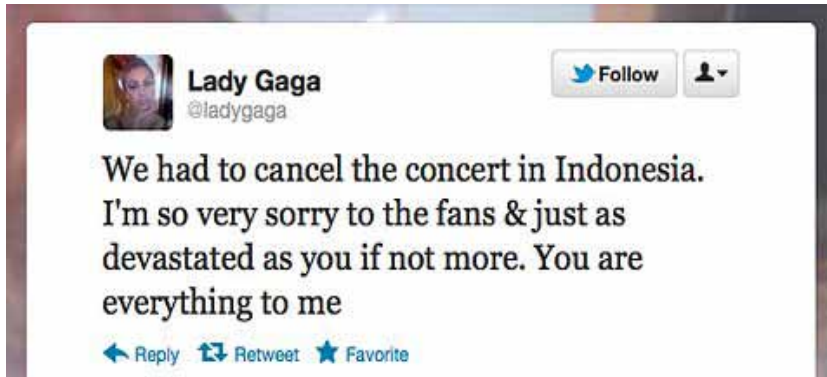 Lady Gaga
@ladygaga
Follow
We had to cancel the concert in Indonesia.
I'm so very sorry to the fans & just as
devastated as you if not more. You are
everything to me
Reply Retweet Favorite